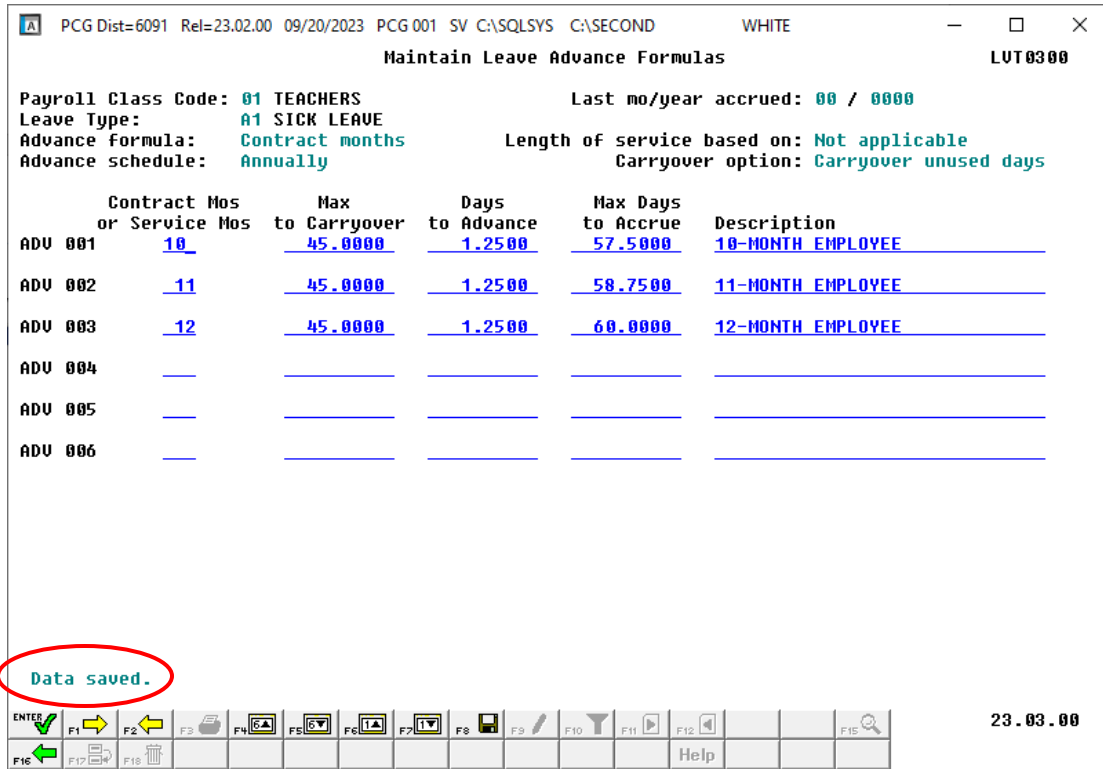 A PCG Dist=6091 Rel=23.02.00 09/20/2023 PCG 001 SV C:\SQLSYS C:\SECOND WHITE
Maintain Leave Advance Formulas LVT0300
Payroll Class Code: 01 TEACHERS Last mo/year accrued: 00 / 0000
Leave Type: A1 SICK LEAVE
Advance formula: Contract months Length of service based on: Not applicable
Advance schedule: Annually Carryover option: Carryover unused days
Contract Mos Max Days Max Days
or Service Mos to Carryover to Advance to Accrue Description
ADV 001 10_ 45.0000 1.2500 57.5000 10-MONTH EMPLOYEE
ADV 002 11 45.0000 1.2500 58.7500 11-MONTH EMPLOYEE
ADV 003 12 45.0000 1.2500 60.0000 12-MONTH EMPLOYEE
ADV 004
ADV 005
ADV 006
Data saved.
ENTER F1 F2 F3 F4 6 F5 6 F6 1 F7 1 F8 F9 F10 F11 F12 F15 23.03.00
F16 F17 F18 Help